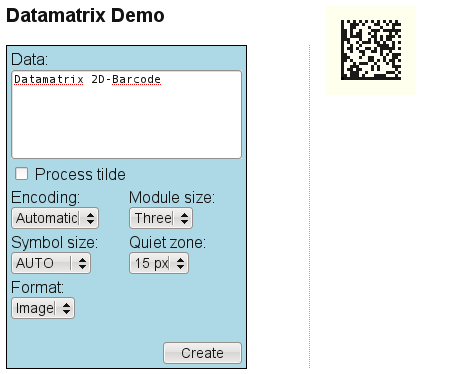 Datamatrix Demo
Data:
Datamatrix 2D-Barcode
Process tilde
Encoding: Module size:
Automatic Three
Symbol size: Quiet zone:
AUTO 15 px
Format:
Image
Create